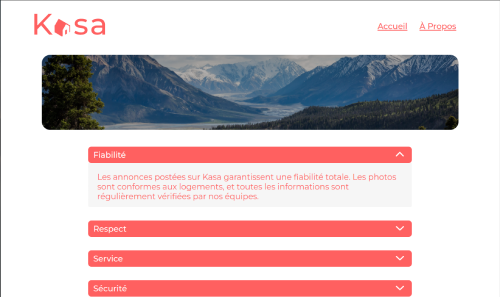 Kasa
Accueil
À Propos
Fiabilité
Les annonces postées sur Kasa garantissent une fiabilité totale. Les photos
sont conformes aux logements, et toutes les informations sont
régulièrement vérifiées par nos équipes.
Respect
Service
Sécurité